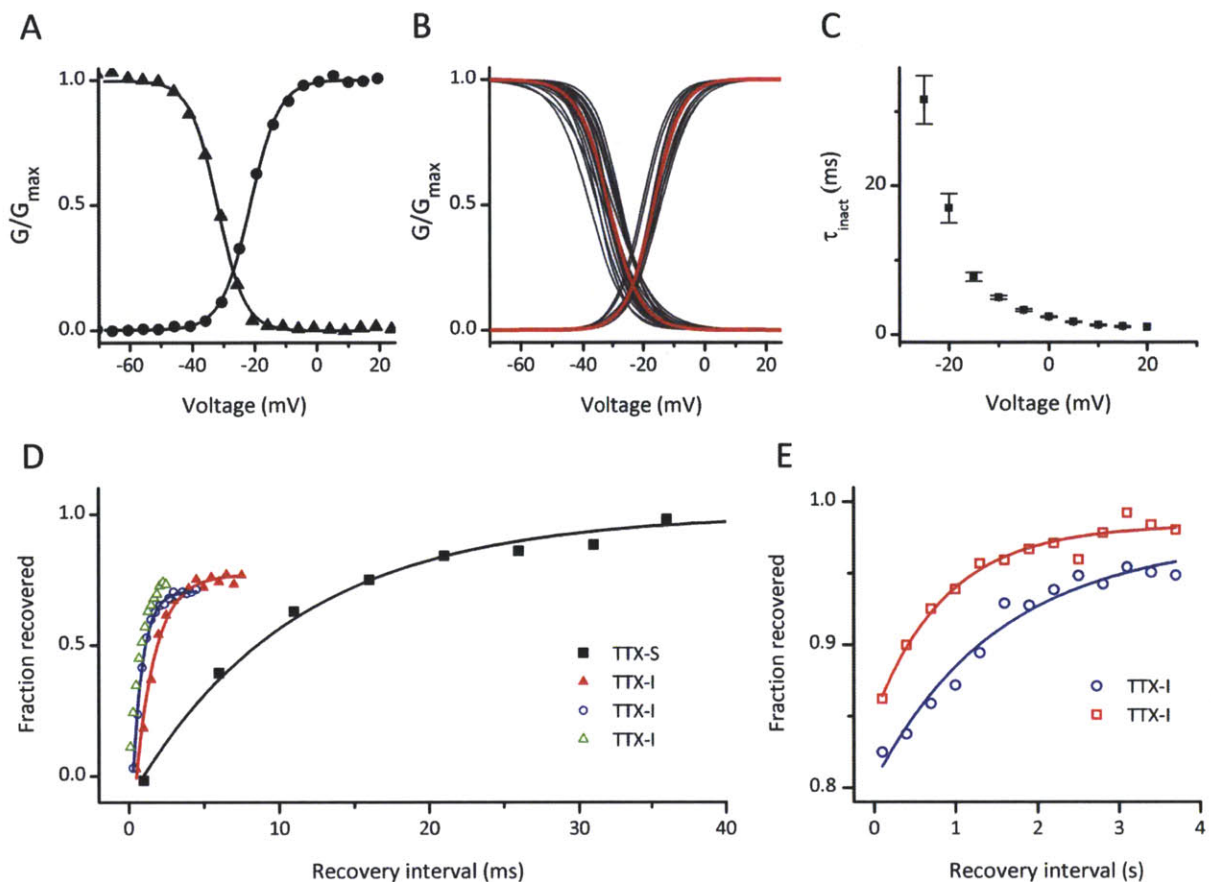 A
B
C
G/Gmax
1.0
0.5
0.0
-60 -40 -20 0 20
Voltage (mV)
G/Gmax
1.0
0.5
0.0
-60 -40 -20 0 20
Voltage (mV)
τinact (ms)
20
0
-20 0 20
Voltage (mV)
D
E
Fraction recovered
1.0
0.5
0.0
TTX-S
TTX-I
TTX-I
TTX-I
0 10 20 30 40
Recovery interval (ms)
Fraction recovered
1.0
0.9
0.8
TTX-I
TTX-I
0 1 2 3 4
Recovery interval (s)